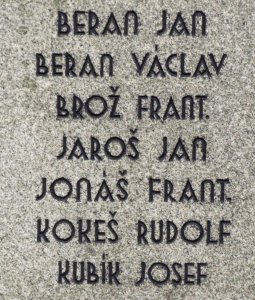 BERAN JAN
BERAN VÁCLAV
BROŽ FRANT.
JAROŠ JAN
JONÁŠ FRANT.
KOKEŠ RUDOLF
KUBÍK JOSEF